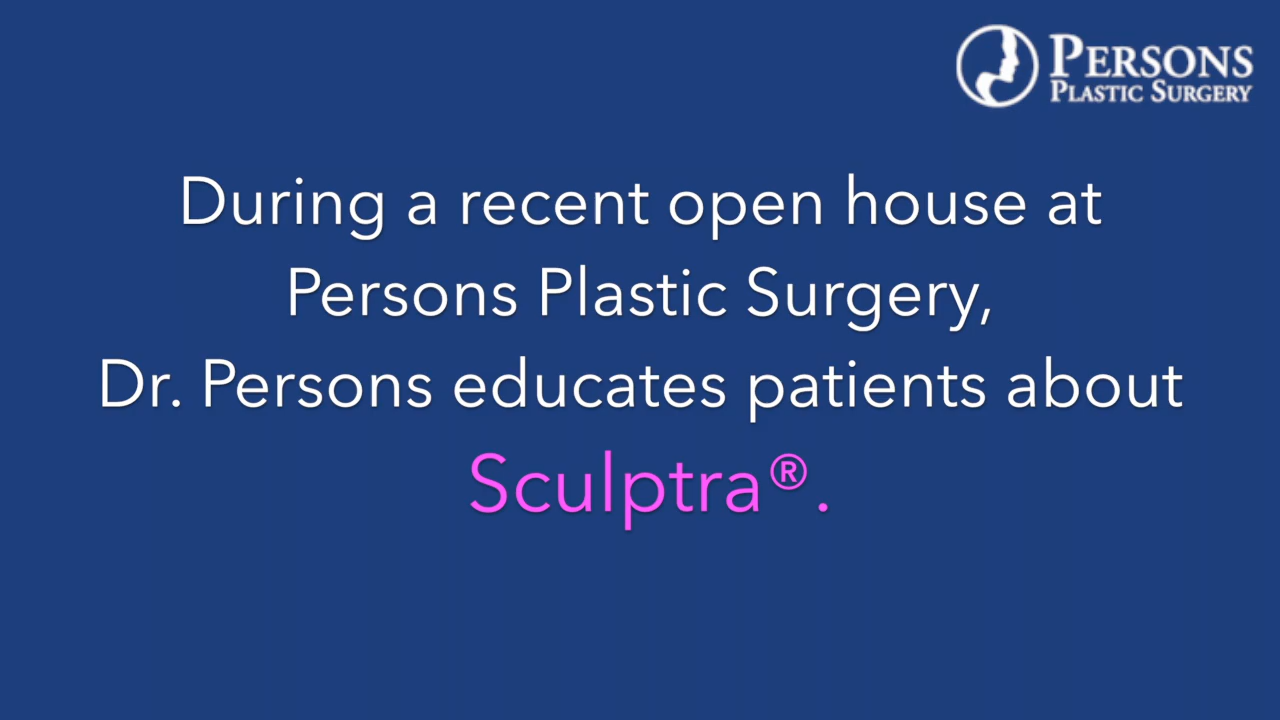 PERSONS
PLASTIC SURGERY
During a recent open house at
Persons Plastic Surgery,
Dr. Persons educates patients about
Sculptra®.